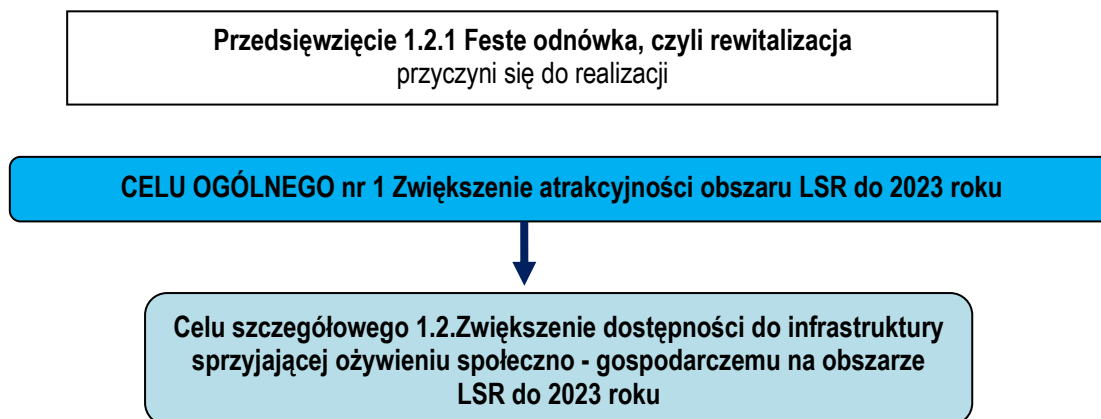 Przedsięwzięcie 1.2.1 Feste odnówka, czyli rewitalizacja
przyczyni się do realizacji
CELU OGÓLNEGO nr 1 Zwiększenie atrakcyjności obszaru LSR do 2023 roku
Celu szczegółowego 1.2.Zwiększenie dostępności do infrastruktury
sprzyjającej ożywieniu społeczno - gospodarczemu na obszarze
LSR do 2023 roku